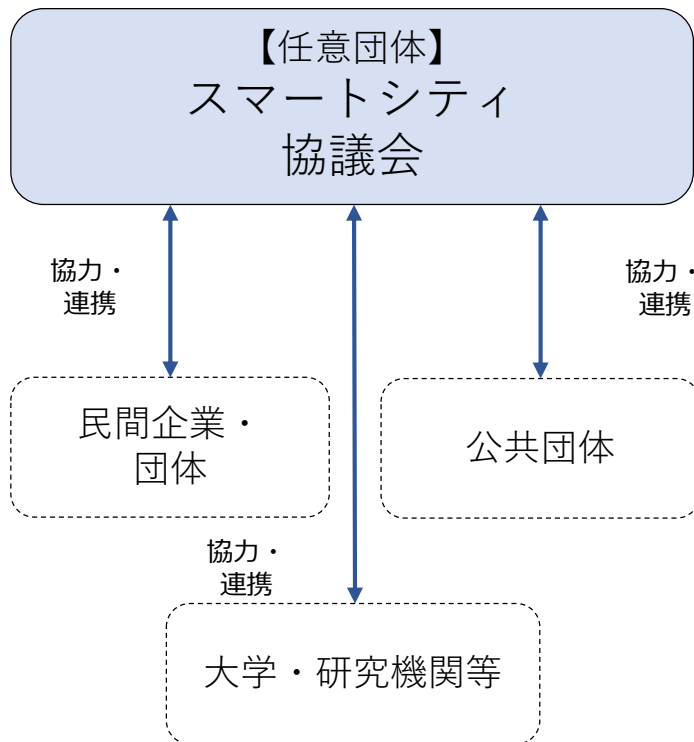 【任意団体】
スマートシティ
協議会
協力・
連携
協力・
連携
民間企業・
団体
公共団体
協力・
連携
大学・研究機関等